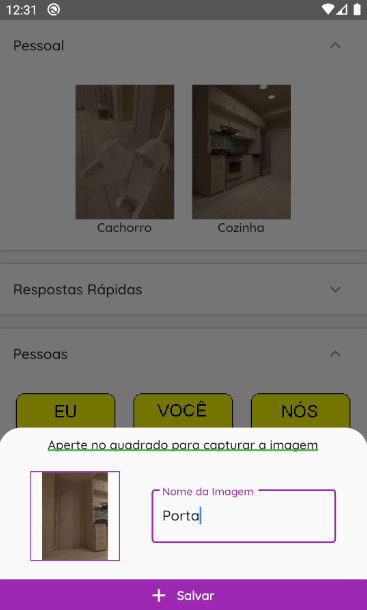 12:31
Pessoal
Cachorro
Cozinha
Respostas Rápidas
Pessoas
EU
VOCÊ
NÓS
Aperte no quadrado para capturar a imagem
Nome da Imagem
Porta
+ Salvar